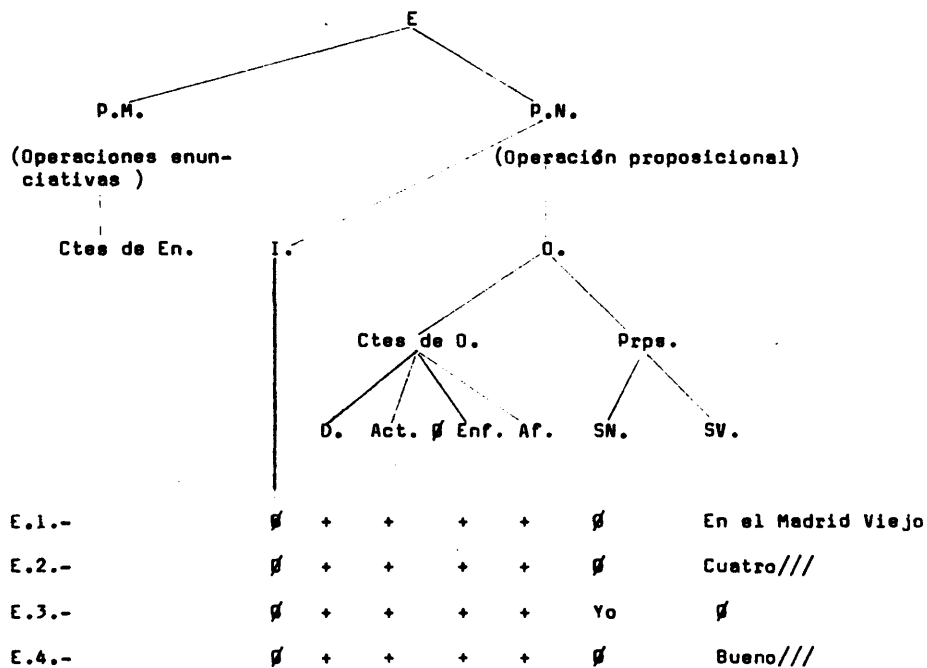 E
P.M. P.N.
(Operaciones enun- (Operación proposicional)
ciativas )
Ctes de En. I. O.
Ctes de O. Prps.
D. Act. Ø Enf. Af. SN. SV.
E.1.- Ø + + + + Ø En el Madrid Viejo
E.2.- Ø + + + + Ø Cuatro///
E.3.- Ø + + + + Yo Ø
E.4.- Ø + + + + Ø Bueno///